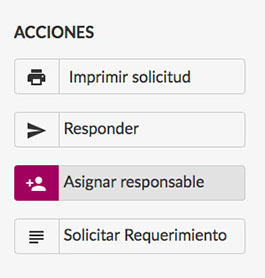 ACCIONES
Imprimir solicitud
Responder
Asignar responsable
Solicitar Requerimiento